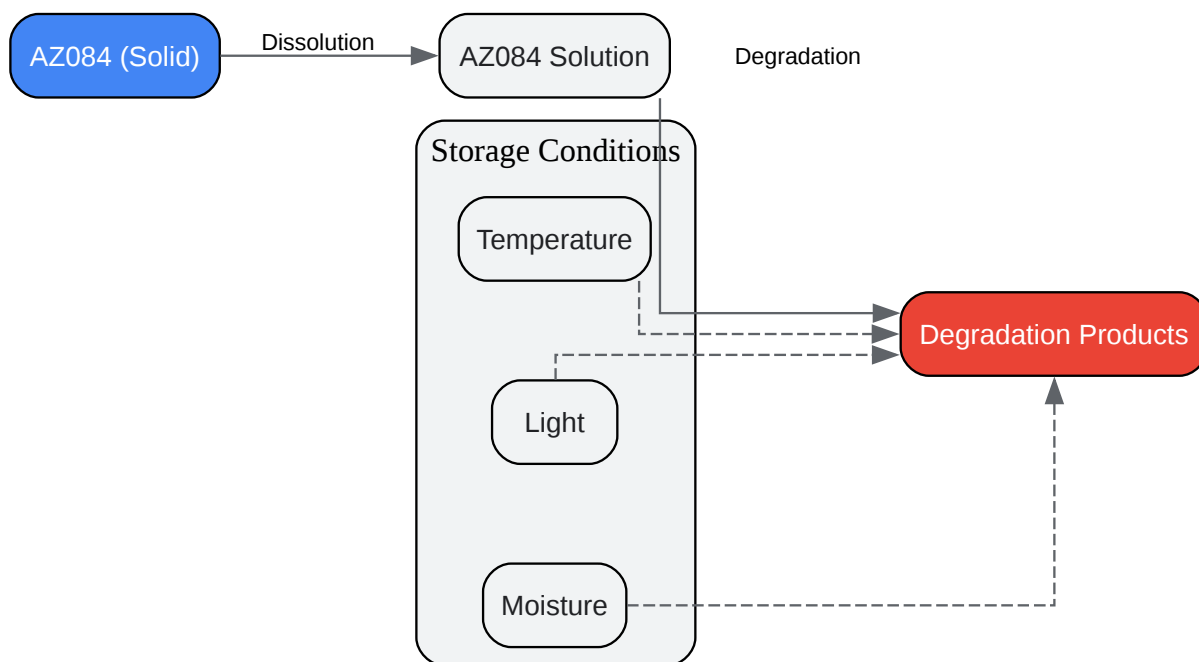 AZ084 (Solid)
Dissolution
AZ084 Solution
Degradation
Storage Conditions
Temperature
Degradation Products
Light
Moisture